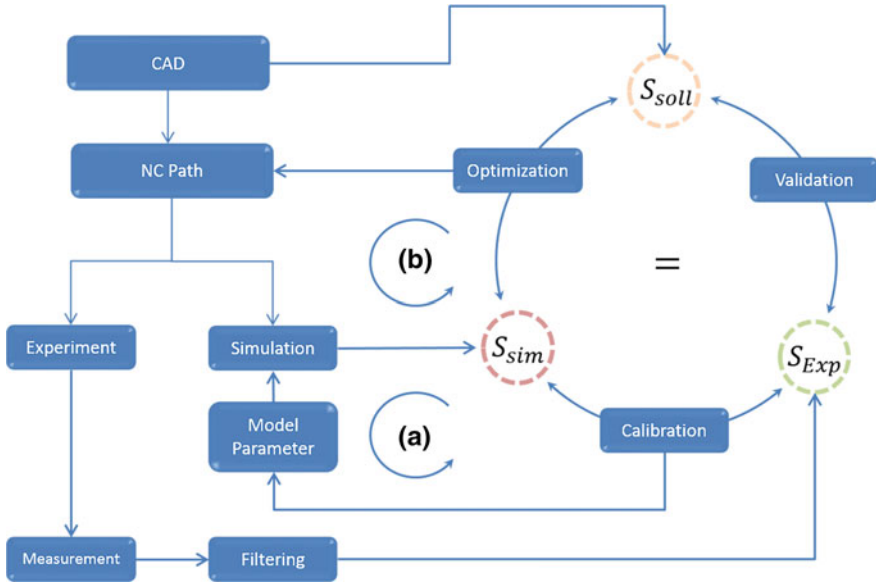 CAD
S_soll
NC Path
Optimization
Validation
(b)
=
Experiment
Simulation
S_sim
S_Exp
Model
Parameter
(a)
Calibration
Measurement
Filtering